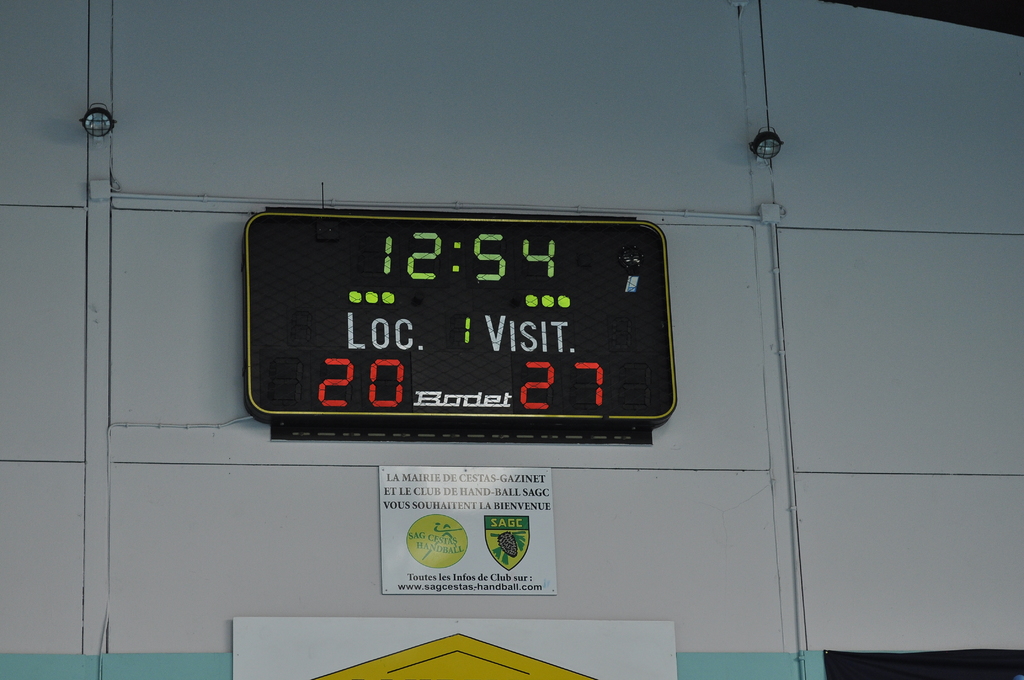 12:54
LOC. 1 VISIT.
20 Bodet 27
LA MAIRIE DE CESTAS-GAZINET
ET LE CLUB DE HAND-BALL SAGC
VOUS SOUHAITENT LA BIENVENUE
SAG CESTAS
HANDBALL
SAGC
Toutes les Infos de Club sur :
www.sagcestas-handball.com